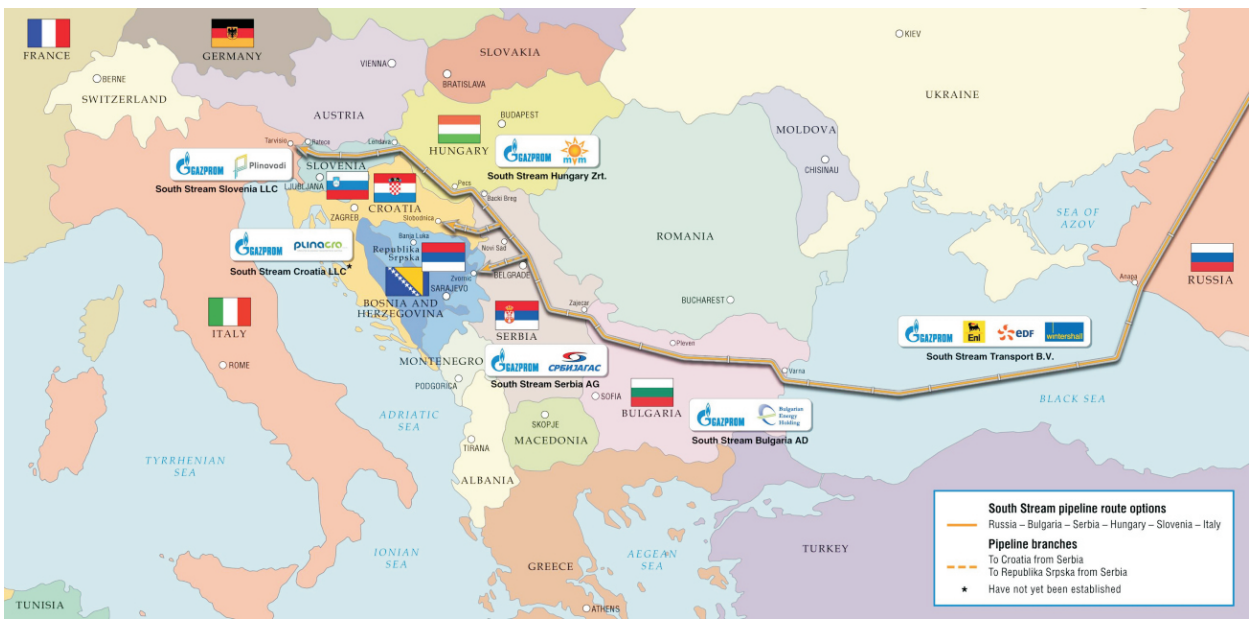 FRANCE
GERMANY
BERNE
SWITZERLAND
VIENNA
AUSTRIA
SLOVAKIA
BRATISLAVA
KIEV
UKRAINE
BUDAPEST
HUNGARY
GAZPROM
mvm
South Stream Hungary Zrt.
MOLDOVA
CHISINAU
Tarvisio
Ratece
Lendava
GAZPROM
Plinovodi
South Stream Slovenia LLC
SLOVENIA
LJUBLJANA
Pecs
Backi Breg
CROATIA
ZAGREB
Slobodnica
ROMANIA
SEA OF
AZOV
RUSSIA
Anapa
GAZPROM
PLINACRO
South Stream Croatia LLC*
Banja Luka
Republika
Srpska
Novi Sad
Zvornic
BELGRADE
SARAJEVO
BOSNIA AND
HERZEGOVINA
Zajecar
BUCHAREST
ITALY
ROME
SERBIA
Pleven
Varna
GAZPROM
Eni
eDF
wintershall
South Stream Transport B.V.
MONTENEGRO
PODGORICA
GAZPROM
СРБИЈАГАС
South Stream Serbia AG
SOFIA
BULGARIA
BLACK SEA
GAZPROM
Bulgarian
Energy
Holding
South Stream Bulgaria AD
ADRIATIC
SEA
SKOPJE
MACEDONIA
TIRANA
ALBANIA
TYRRHENIAN
SEA
IONIAN
SEA
GREECE
AEGEAN
SEA
TURKEY
ATHENS
TUNISIA
South Stream pipeline route options
Russia – Bulgaria – Serbia – Hungary – Slovenia – Italy
Pipeline branches
To Croatia from Serbia
To Republika Srpska from Serbia
★ Have not yet been established